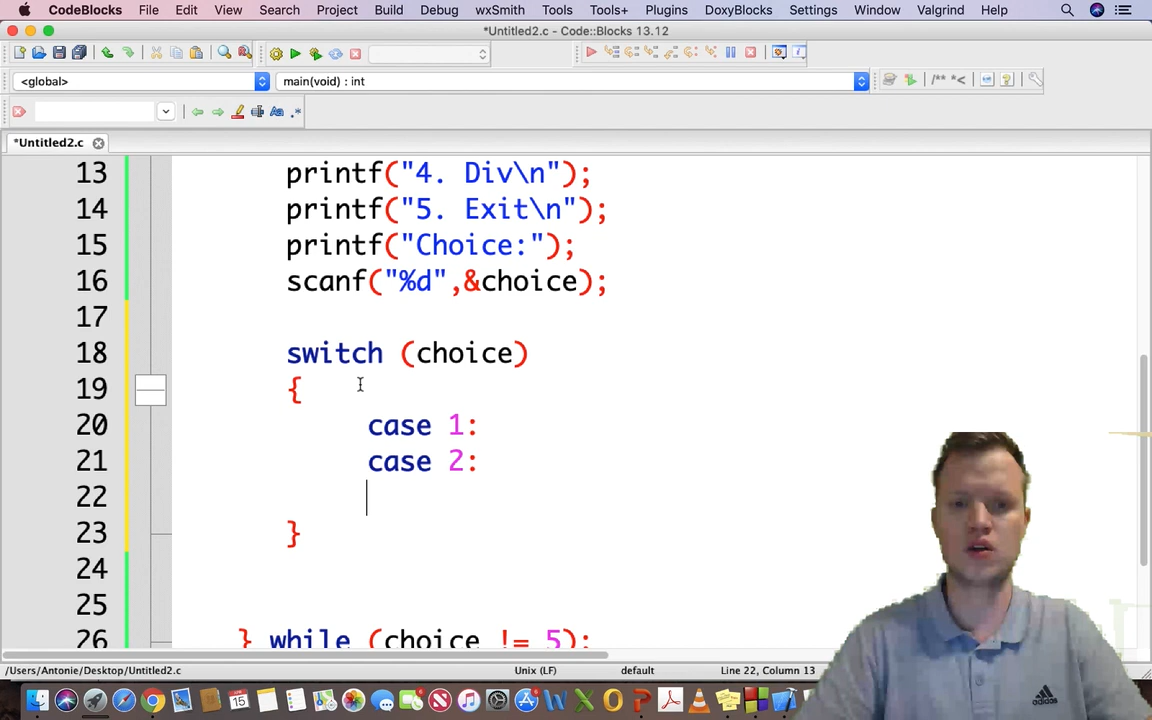 CodeBlocks File Edit View Search Project Build Debug wxSmith Tools Tools+ Plugins DoxyBlocks Settings Window Valgrind Help
*Untitled2.c - Code::Blocks 13.12
<global> main(void) : int
/** *<
Aa .*
*Untitled2.c
13 printf("4. Div\n");
14 printf("5. Exit\n");
15 printf("Choice:");
16 scanf("%d",&choice);
17
18 switch (choice)
19 {
20 case 1:
21 case 2:
22
23 }
24
25
26 } while (choice != 5);
/Users/Antonie/Desktop/Untitled2.c Unix (LF) default Line 22, Column 13
15
adidas